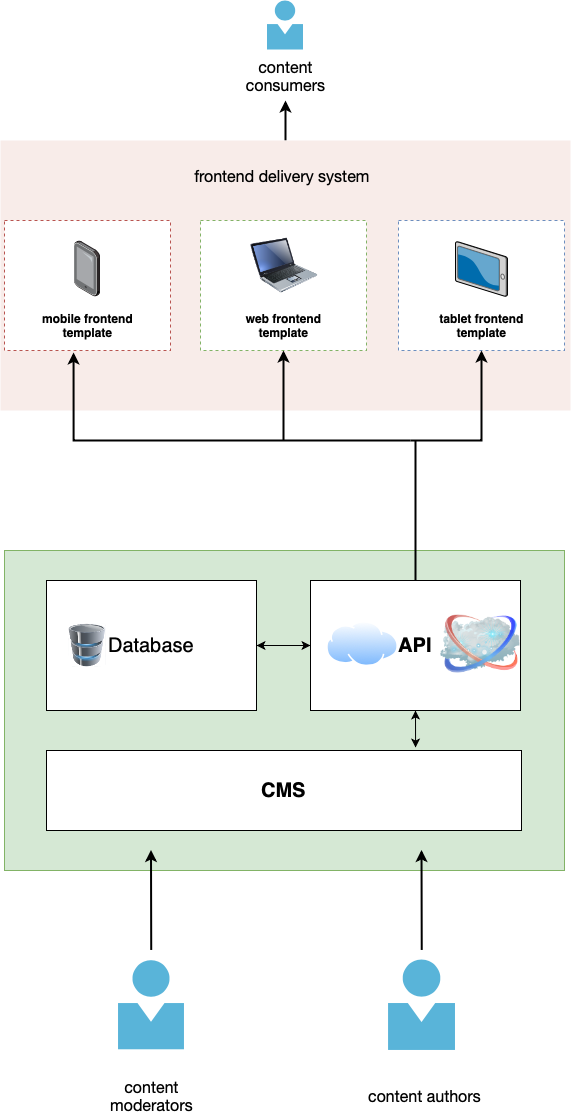 content
consumers
frontend delivery system
mobile frontend
template
web frontend
template
tablet frontend
template
Database
API
CMS
content
moderators
content authors